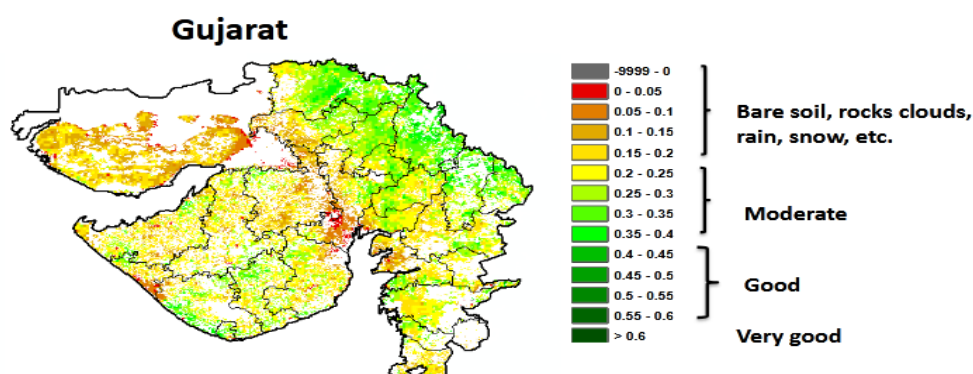 Gujarat
-9999 - 0
0 - 0.05
0.05 - 0.1
0.1 - 0.15
0.15 - 0.2
0.2 - 0.25
0.25 - 0.3
0.3 - 0.35
0.35 - 0.4
0.4 - 0.45
0.45 - 0.5
0.5 - 0.55
0.55 - 0.6
> 0.6
Bare soil, rocks clouds,
rain, snow, etc.
Moderate
Good
Very good